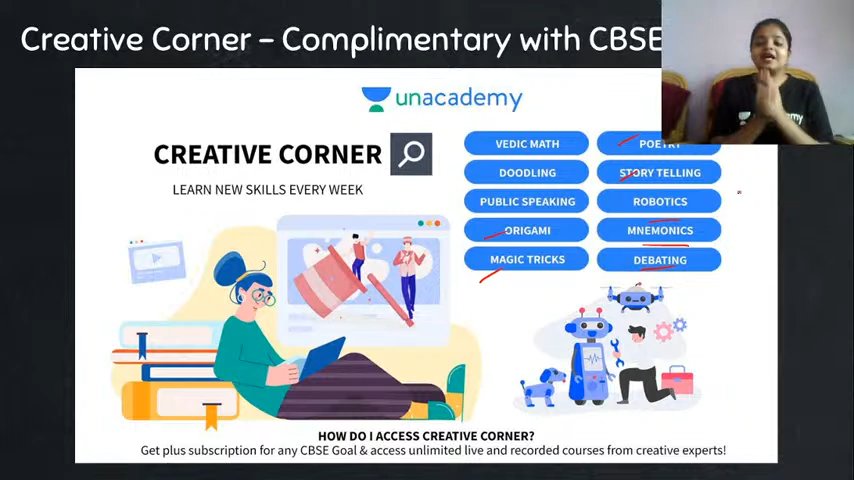 Creative Corner – Complimentary with CBSE
unacademy
CREATIVE CORNER
LEARN NEW SKILLS EVERY WEEK
VEDIC MATH
POETRY
DOODLING
STORY TELLING
PUBLIC SPEAKING
ROBOTICS
ORIGAMI
MNEMONICS
MAGIC TRICKS
DEBATING
HOW DO I ACCESS CREATIVE CORNER?
Get plus subscription for any CBSE Goal & access unlimited live and recorded courses from creative experts!
unacademy